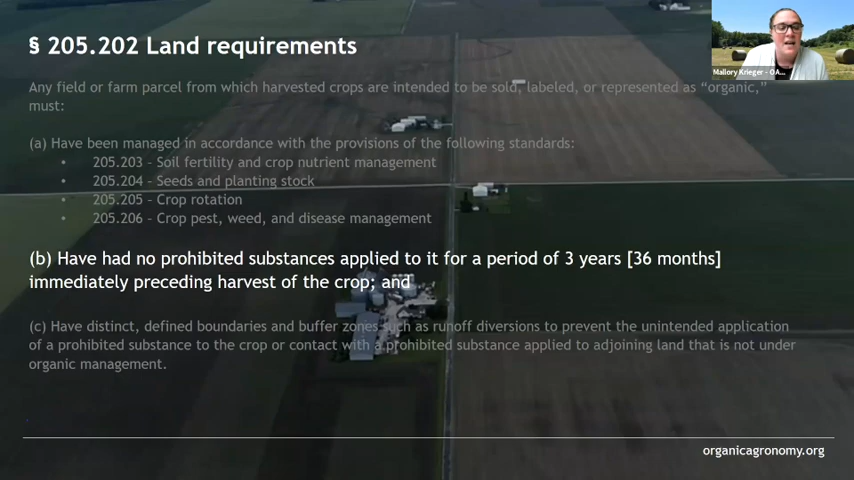 § 205.202 Land requirements
Mallory Krieger - OA...
Any field or farm parcel from which harvested crops are intended to be sold, labeled, or represented as “organic,”
must:
(a) Have been managed in accordance with the provisions of the following standards:
• 205.203 – Soil fertility and crop nutrient management
• 205.204 – Seeds and planting stock
• 205.205 – Crop rotation
• 205.206 – Crop pest, weed, and disease management
(b) Have had no prohibited substances applied to it for a period of 3 years [36 months]
immediately preceding harvest of the crop; and
(c) Have distinct, defined boundaries and buffer zones such as runoff diversions to prevent the unintended application
of a prohibited substance to the crop or contact with a prohibited substance applied to adjoining land that is not under
organic management.
organicagronomy.org